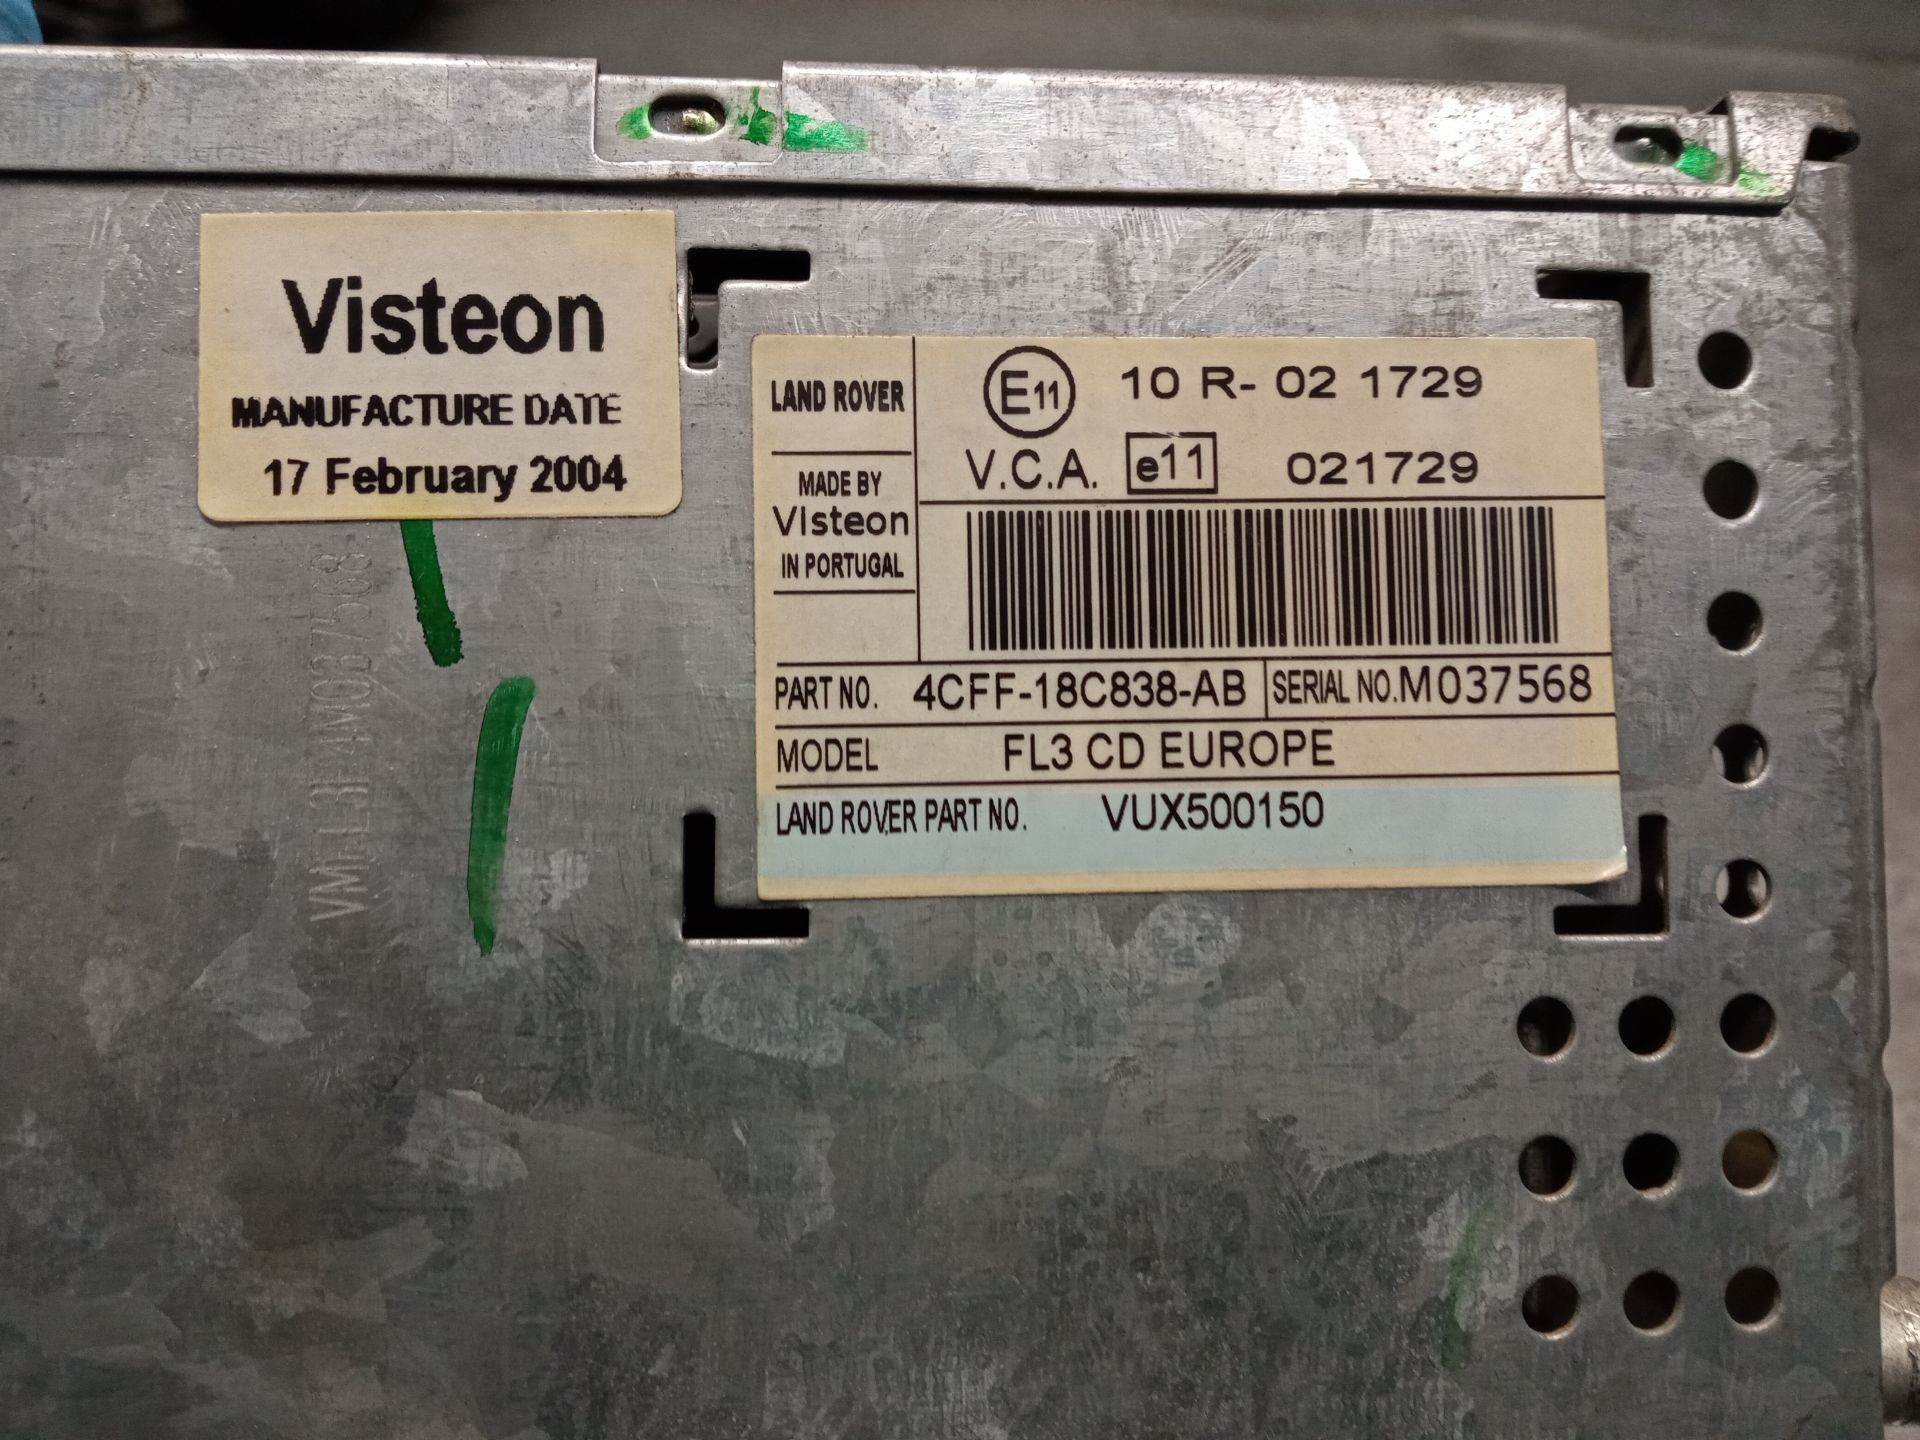 Visteon
MANUFACTURE DATE
17 February 2004
LAND ROVER
MADE BY
Visteon
IN PORTUGAL
E11 10 R- 02 1729
V.C.A. e11 021729
PART NO. 4CFF-18C838-AB SERIAL NO. M037568
MODEL FL3 CD EUROPE
LAND ROVER PART NO. VUX500150